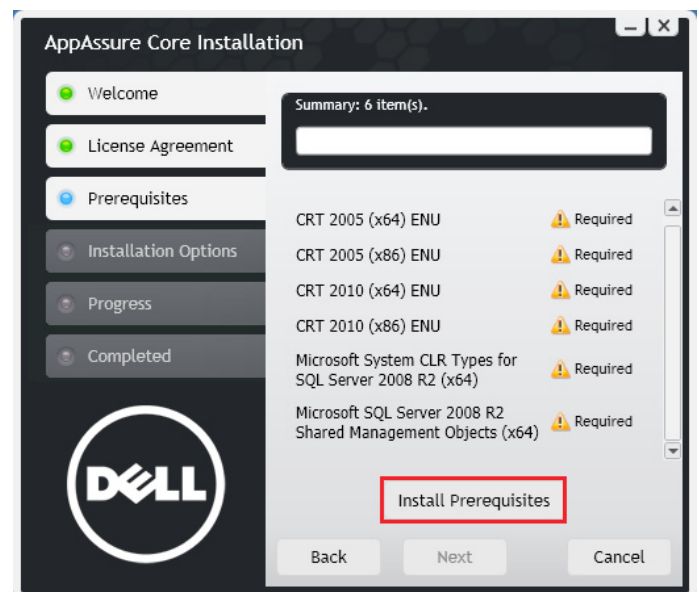 AppAssure Core Installation
Welcome
License Agreement
Prerequisites
Installation Options
Progress
Completed
DELL
Summary: 6 item(s).
CRT 2005 (x64) ENU Required
CRT 2005 (x86) ENU Required
CRT 2010 (x64) ENU Required
CRT 2010 (x86) ENU Required
Microsoft System CLR Types for
SQL Server 2008 R2 (x64) Required
Microsoft SQL Server 2008 R2
Shared Management Objects (x64) Required
Install Prerequisites
Back Next Cancel